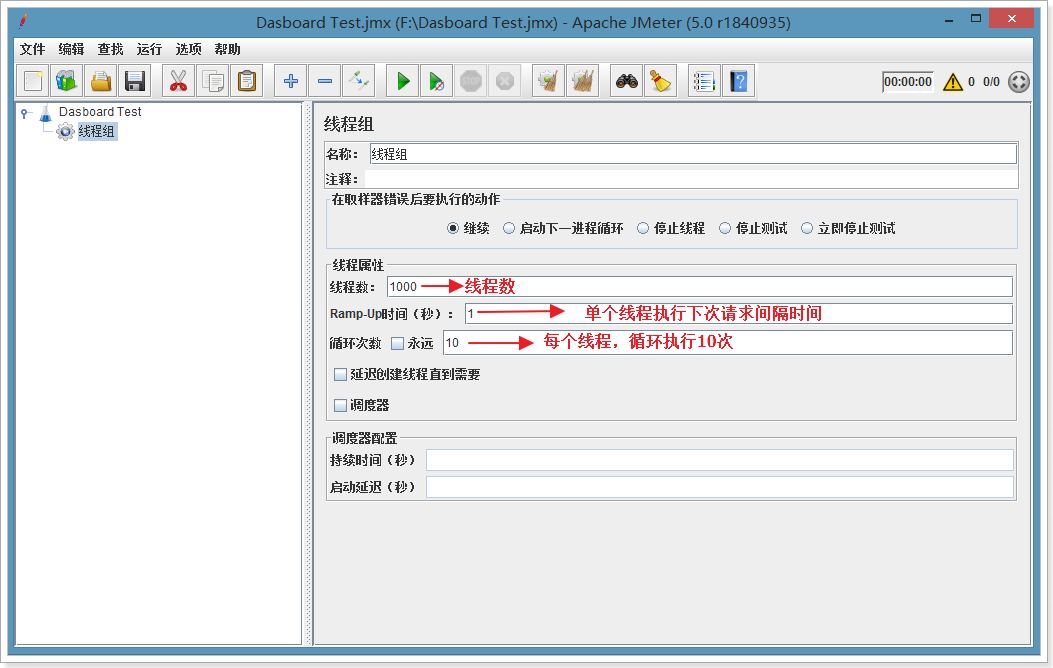 Dasboard Test.jmx (F:\Dasboard Test.jmx) - Apache JMeter (5.0 r1840935)
文件 编辑 查找 运行 选项 帮助
STOP
00:00:00 0 0/0
Dasboard Test
线程组
线程组
名称： 线程组
注释：
在取样器错误后要执行的动作
继续 启动下一进程循环 停止线程 停止测试 立即停止测试
线程属性
线程数： 1000 线程数
Ramp-Up时间（秒）： 1 单个线程执行下次请求间隔时间
循环次数 永远 10 每个线程，循环执行10次
延迟创建线程直到需要
调度器
调度器配置
持续时间（秒）
启动延迟（秒）